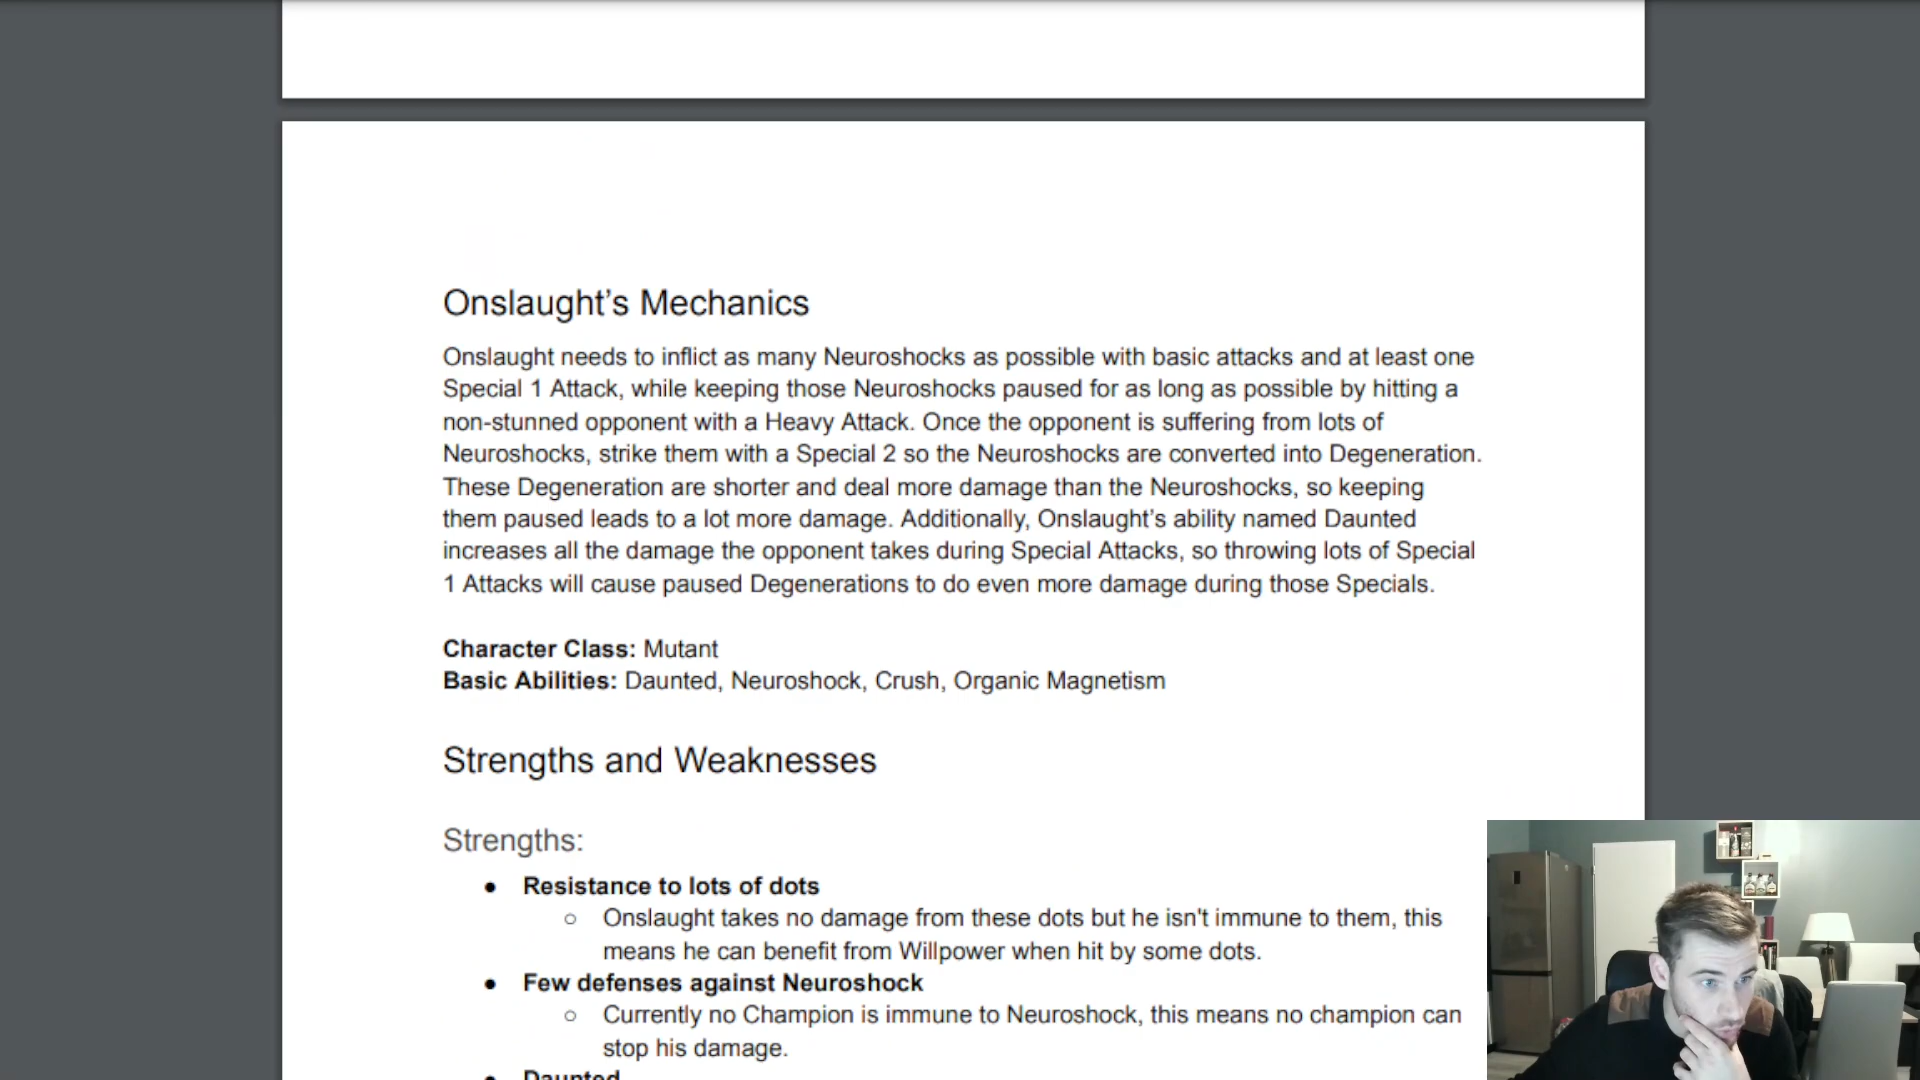 Onslaught’s Mechanics
Onslaught needs to inflict as many Neuroshocks as possible with basic attacks and at least one
Special 1 Attack, while keeping those Neuroshocks paused for as long as possible by hitting a
non-stunned opponent with a Heavy Attack. Once the opponent is suffering from lots of
Neuroshocks, strike them with a Special 2 so the Neuroshocks are converted into Degeneration.
These Degeneration are shorter and deal more damage than the Neuroshocks, so keeping
them paused leads to a lot more damage. Additionally, Onslaught’s ability named Daunted
increases all the damage the opponent takes during Special Attacks, so throwing lots of Special
1 Attacks will cause paused Degenerations to do even more damage during those Specials.
Character Class: Mutant
Basic Abilities: Daunted, Neuroshock, Crush, Organic Magnetism
Strengths and Weaknesses
Strengths:
● Resistance to lots of dots
○ Onslaught takes no damage from these dots but he isn't immune to them, this
means he can benefit from Willpower when hit by some dots.
● Few defenses against Neuroshock
○ Currently no Champion is immune to Neuroshock, this means no champion can
stop his damage.
● Daunted